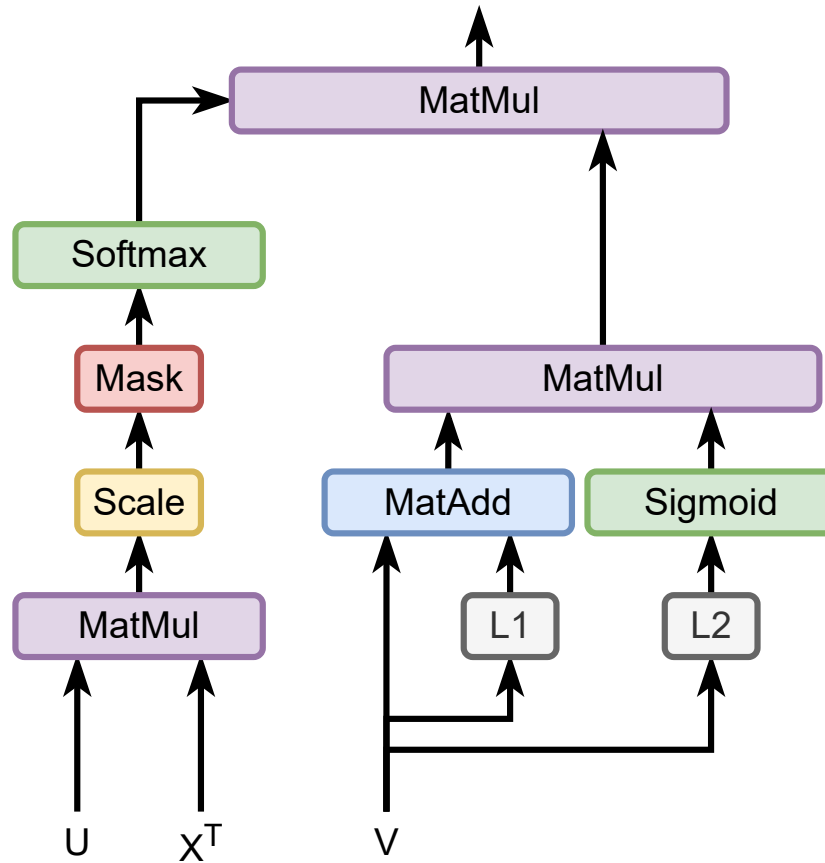 MatMul
Softmax
Mask
MatMul
Scale
MatAdd
Sigmoid
MatMul
L1
L2
U
X^T
V